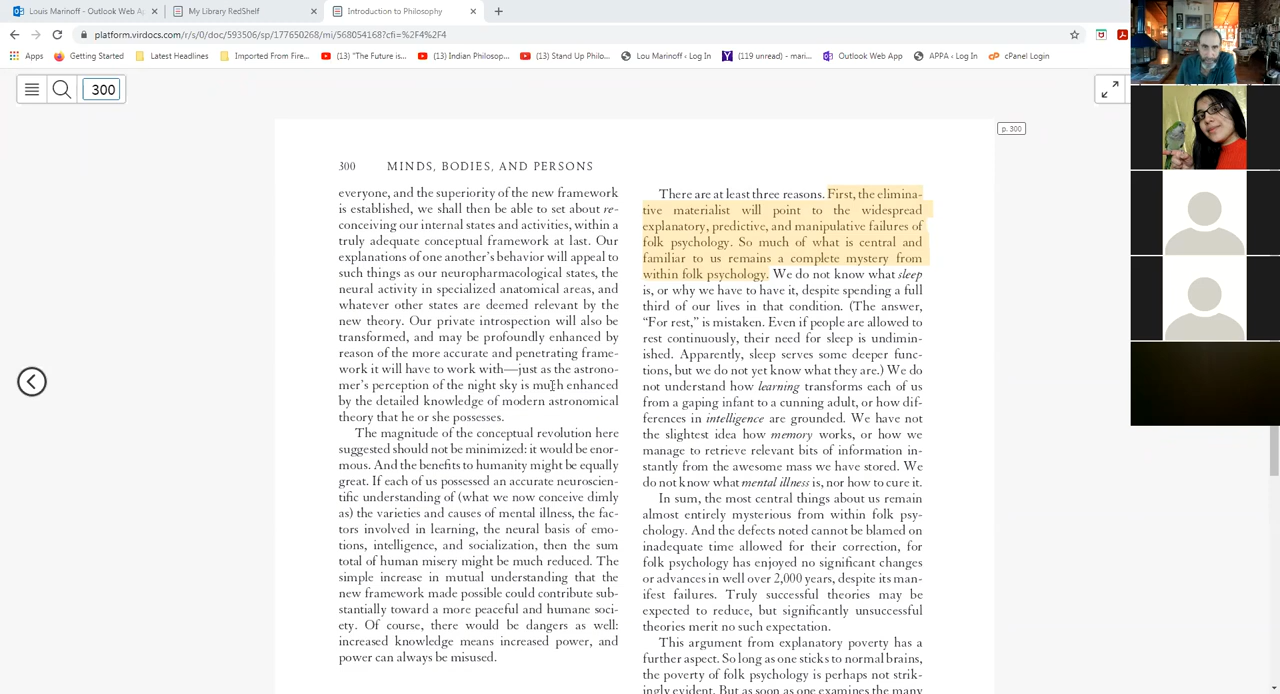 Louis Marinoff - Outlook Web A
My Library RedShelf
Introduction to Philosophy
platform.virdocs.com/r/s/0/doc/593506/sp/177650268/mi/568054168?cfi=%2F4%2F4
Apps
Getting Started
Latest Headlines
Imported From Fire...
(13) "The Future is...
(13) Indian Philosop...
(13) Stand Up Philo...
Lou Marinoff ‹ Log In
(119 unread) - mari...
Outlook Web App
APPA ‹ Log In
cPanel Login
300
p. 300
300 MINDS, BODIES, AND PERSONS
everyone, and the superiority of the new framework
is established, we shall then be able to set about re-
conceiving our internal states and activities, within a
truly adequate conceptual framework at last. Our
explanations of one another's behavior will appeal to
such things as our neuropharmacological states, the
neural activity in specialized anatomical areas, and
whatever other states are deemed relevant by the
new theory. Our private introspection will also be
transformed, and may be profoundly enhanced by
reason of the more accurate and penetrating frame-
work it will have to work with—just as the astrono-
mer's perception of the night sky is much enhanced
by the detailed knowledge of modern astronomical
theory that he or she possesses.
The magnitude of the conceptual revolution here
suggested should not be minimized: it would be enor-
mous. And the benefits to humanity might be equally
great. If each of us possessed an accurate neuroscien-
tific understanding of (what we now conceive dimly
as) the varieties and causes of mental illness, the fac-
tors involved in learning, the neural basis of emo-
tions, intelligence, and socialization, then the sum
total of human misery might be much reduced. The
simple increase in mutual understanding that the
new framework made possible could contribute sub-
stantially toward a more peaceful and humane soci-
ety. Of course, there would be dangers as well:
increased knowledge means increased power, and
power can always be misused.
There are at least three reasons. First, the elimina-
tive materialist will point to the widespread
explanatory, predictive, and manipulative failures of
folk psychology. So much of what is central and
familiar to us remains a complete mystery from
within folk psychology. We do not know what sleep
is, or why we have to have it, despite spending a full
third of our lives in that condition. (The answer,
"For rest," is mistaken. Even if people are allowed to
rest continuously, their need for sleep is undimin-
ished. Apparently, sleep serves some deeper func-
tions, but we do not yet know what they are.) We do
not understand how learning transforms each of us
from a gaping infant to a cunning adult, or how dif-
ferences in intelligence are grounded. We have not
the slightest idea how memory works, or how we
manage to retrieve relevant bits of information in-
stantly from the awesome mass we have stored. We
do not know what mental illness is, nor how to cure it.
In sum, the most central things about us remain
almost entirely mysterious from within folk psy-
chology. And the defects noted cannot be blamed on
inadequate time allowed for their correction, for
folk psychology has enjoyed no significant changes
or advances in well over 2,000 years, despite its man-
ifest failures. Truly successful theories may be
expected to reduce, but significantly unsuccessful
theories merit no such expectation.
This argument from explanatory poverty has a
further aspect. So long as one sticks to normal brains,
the poverty of folk psychology is perhaps not strik-
ingly evident. But as soon as one examines the many